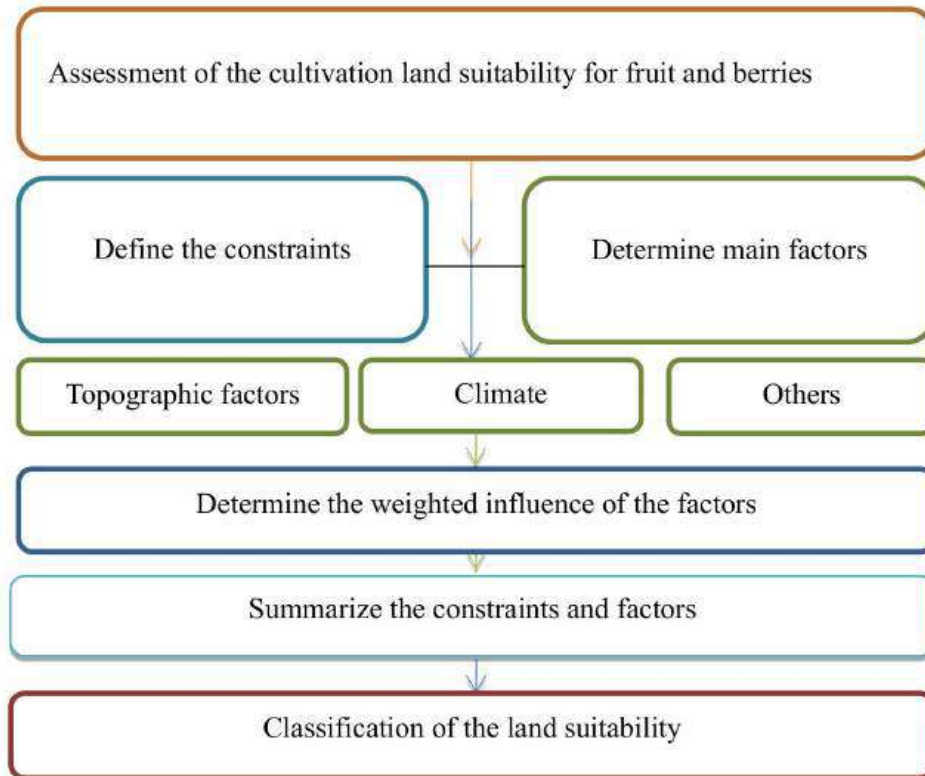 Assessment of the cultivation land suitability for fruit and berries
Define the constraints
Determine main factors
Topographic factors
Climate
Others
Determine the weighted influence of the factors
Summarize the constraints and factors
Classification of the land suitability